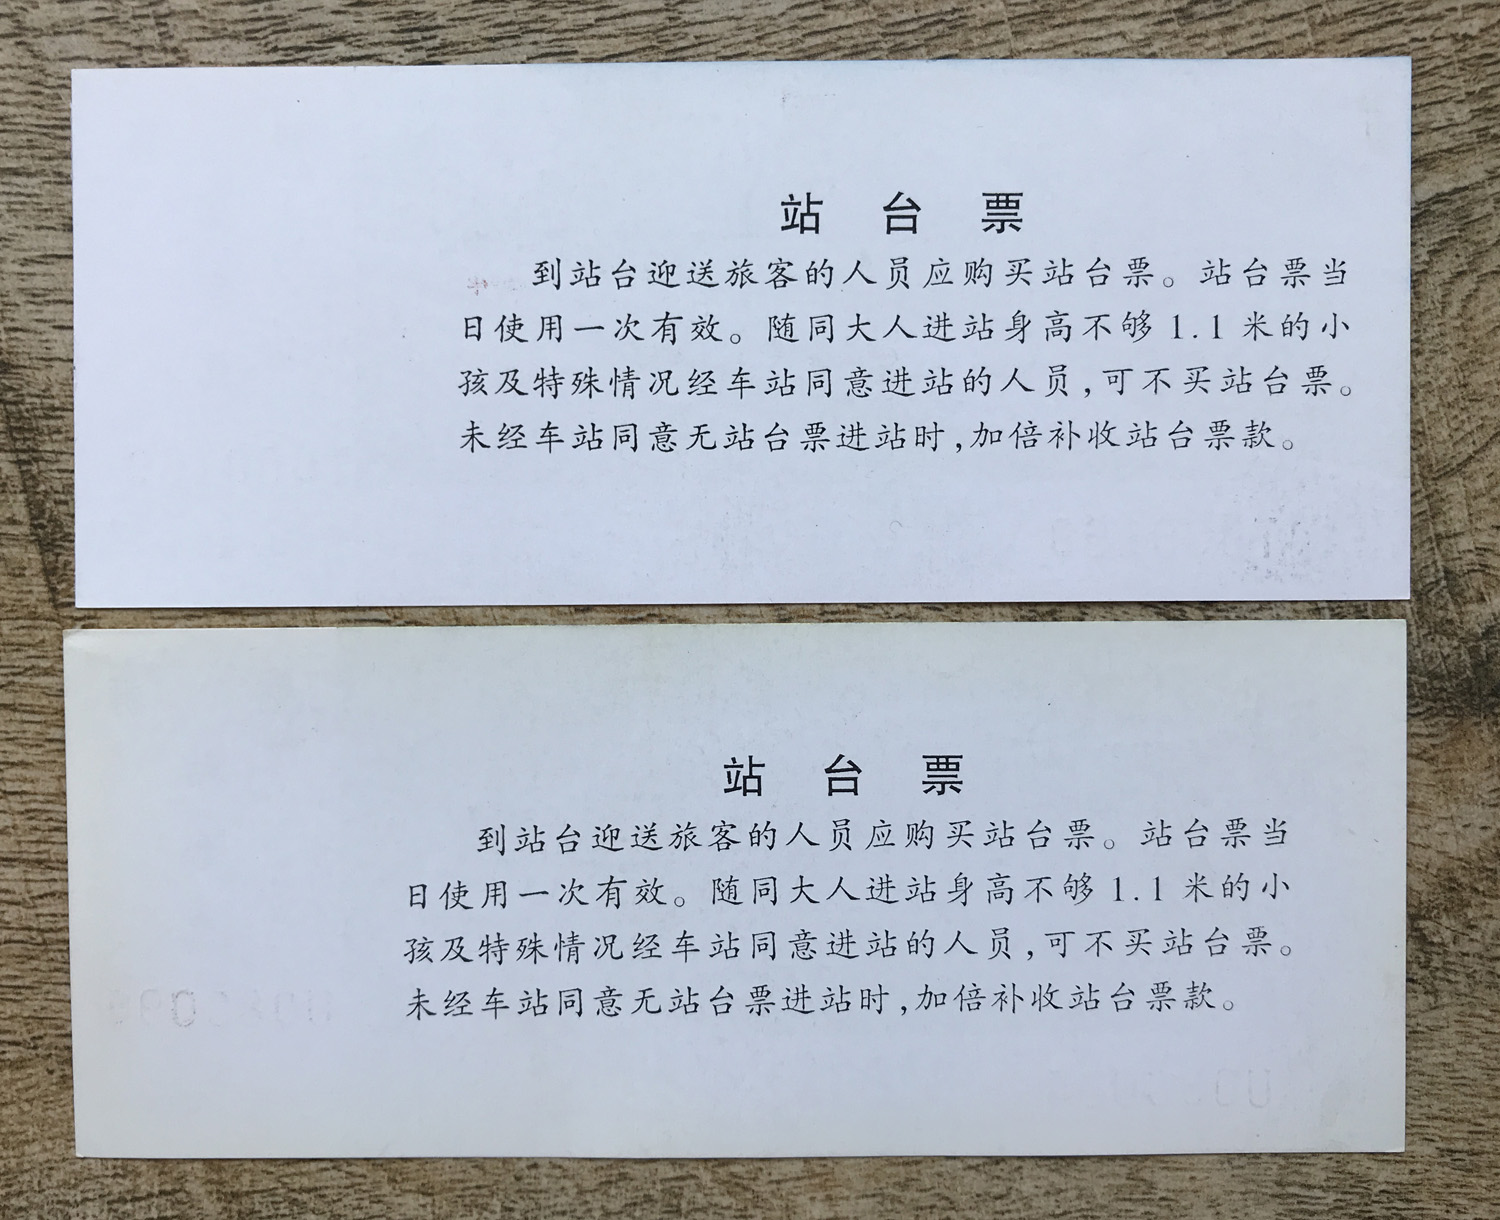 站台票
到站台迎送旅客的人员应购买站台票。站台票当
日使用一次有效。随同大人进站身高不够1.1米的小
孩及特殊情况经车站同意进站的人员,可不买站台票。
未经车站同意无站台票进站时,加倍补收站台票款。
站台票
到站台迎送旅客的人员应购买站台票。站台票当
日使用一次有效。随同大人进站身高不够1.1米的小
孩及特殊情况经车站同意进站的人员,可不买站台票。
未经车站同意无站台票进站时,加倍补收站台票款。